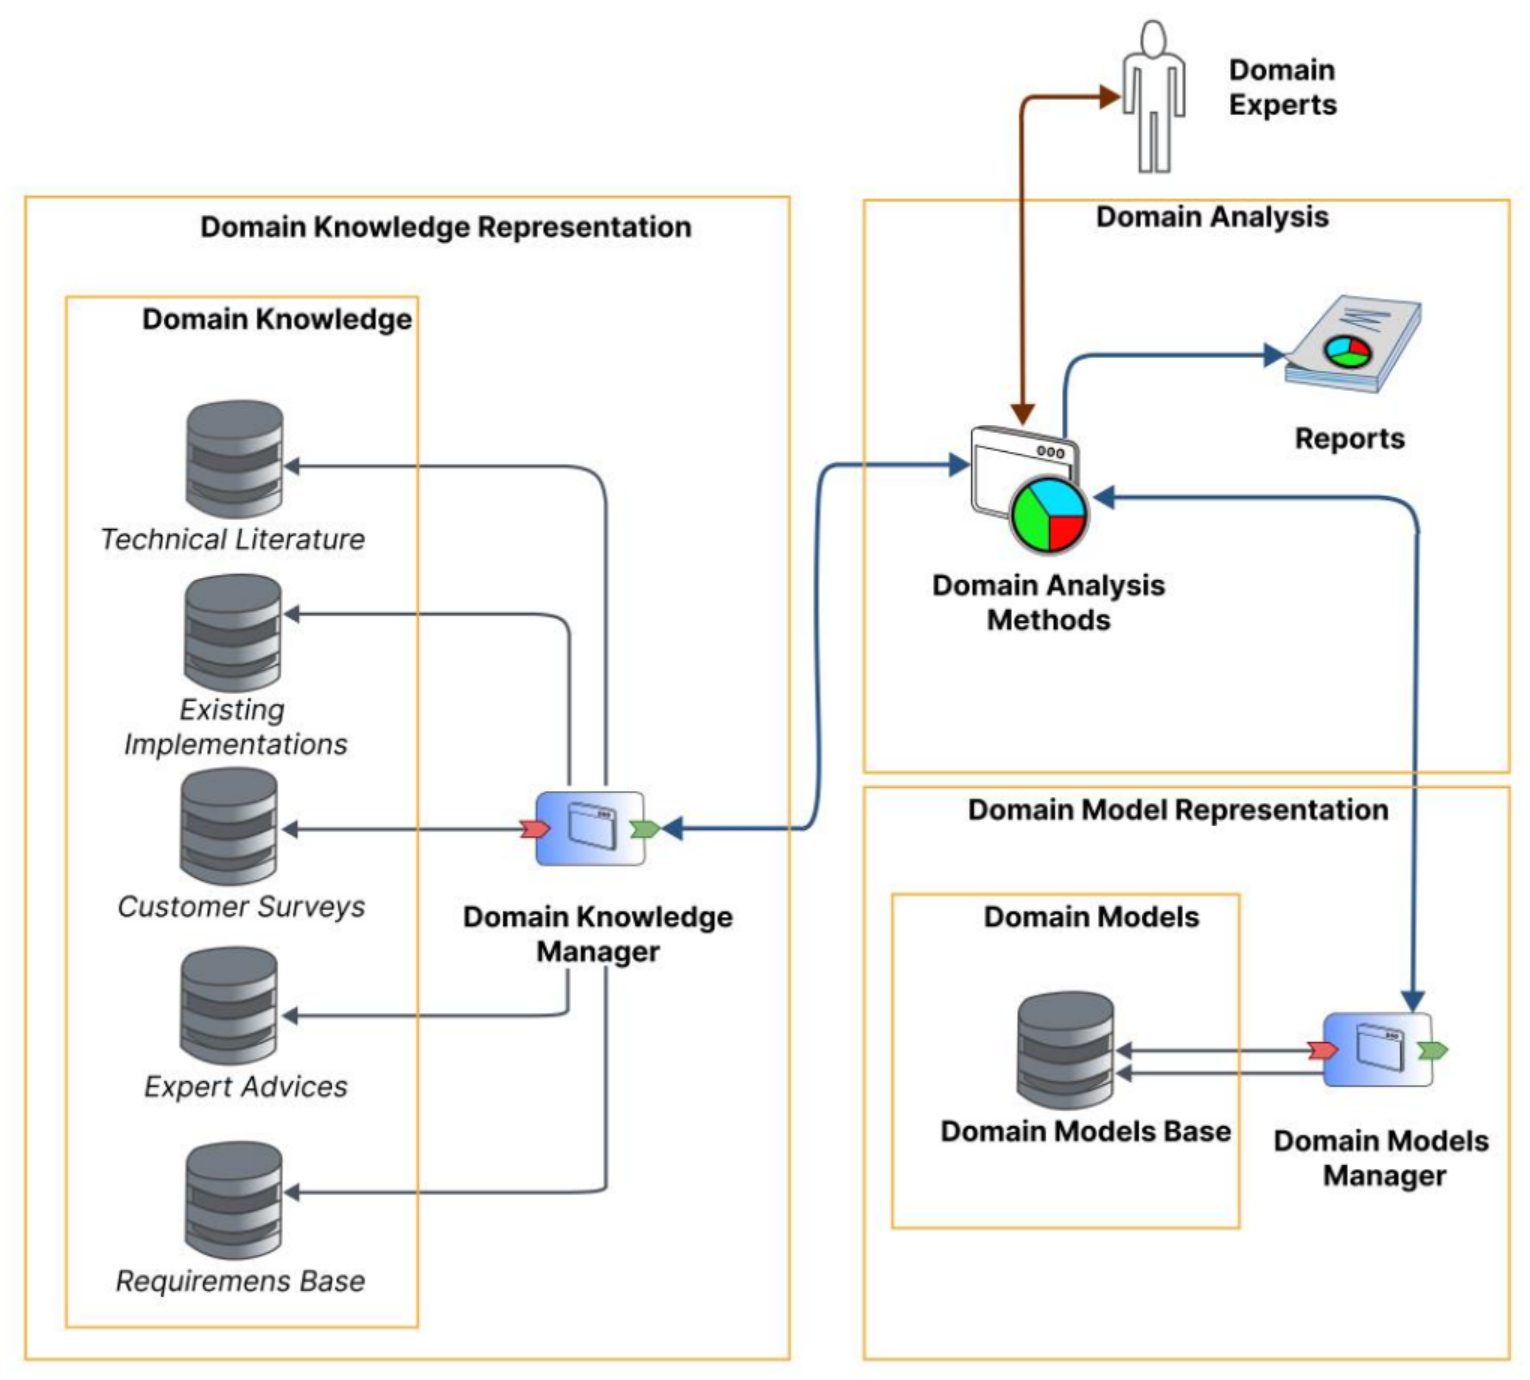 Domain
Experts
Domain Knowledge Representation
Domain Analysis
Domain Knowledge
Technical Literature
Existing
Implementations
Customer Surveys
Expert Advices
Requiremens Base
Domain Knowledge
Manager
Reports
Domain Analysis
Methods
Domain Model Representation
Domain Models
Domain Models Base
Domain Models
Manager